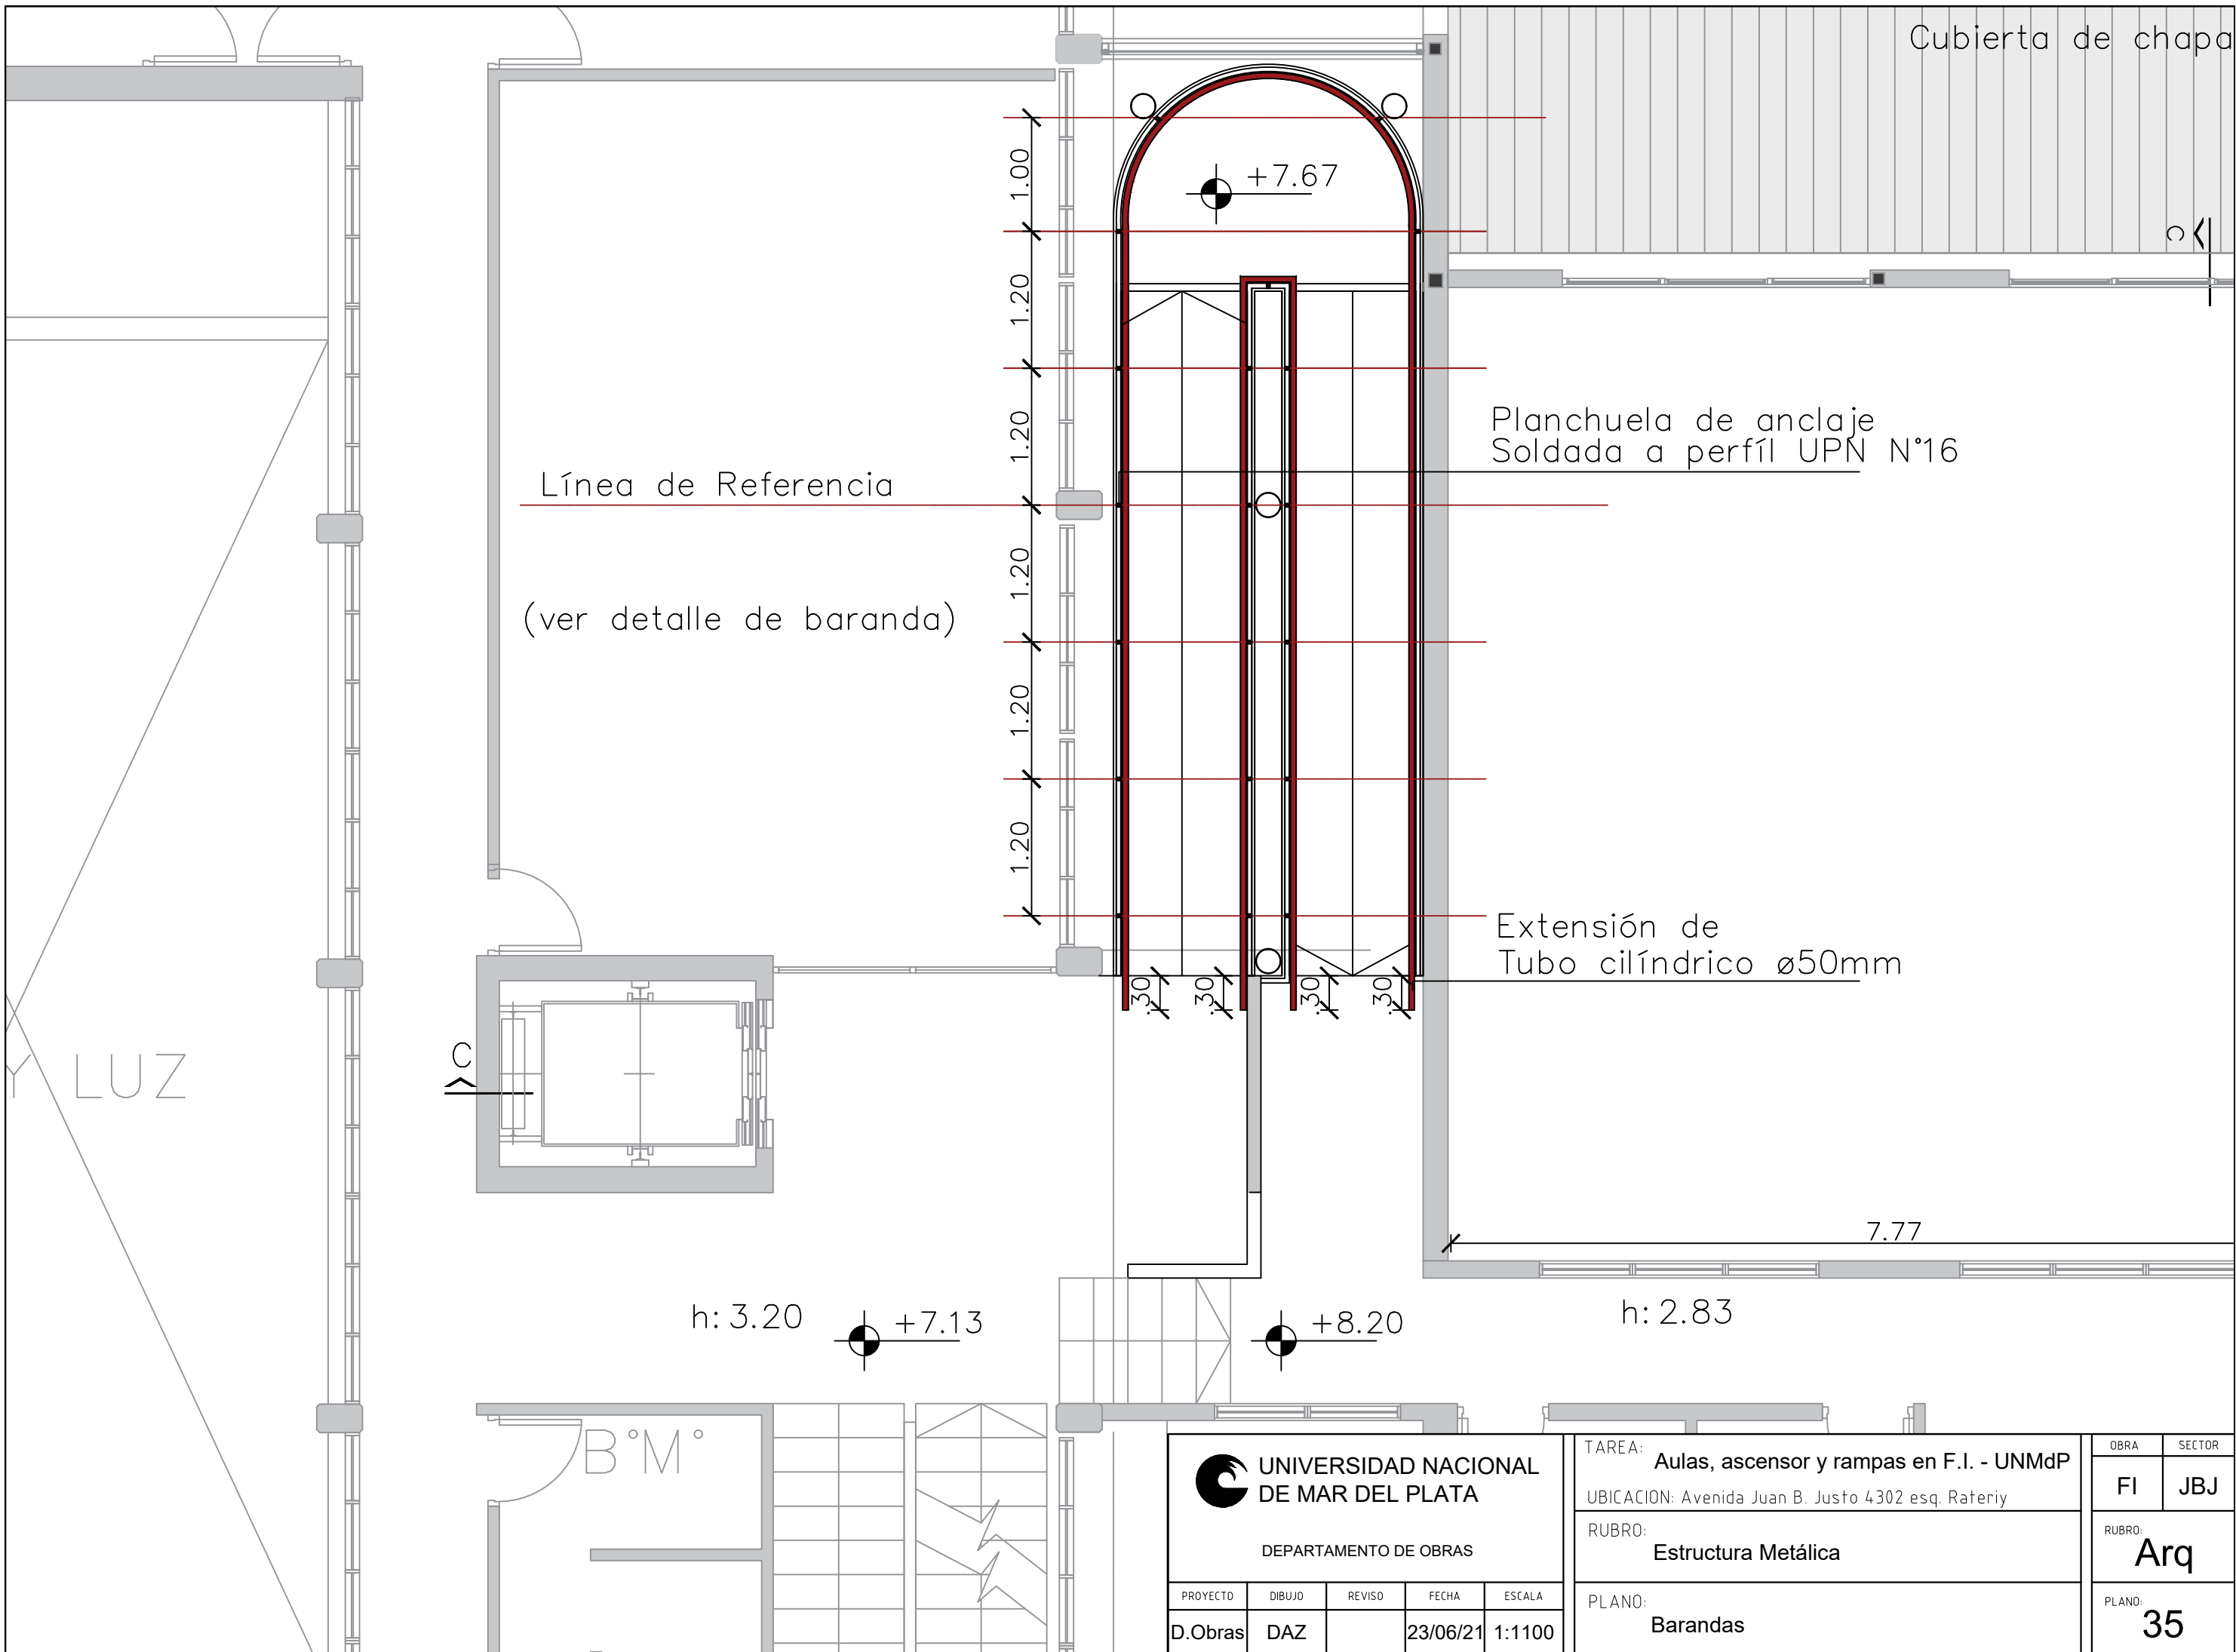 Cubierta de chapa
1.00
+7.67
C
1.20
1.20
Planchuela de anclaje
Soldada a perfíl UPN N°16
Línea de Referencia
1.20
(ver detalle de baranda)
1.20
1.20
Extensión de
Tubo cilíndrico ø50mm
.30 .30 .30 .30
C
Y LUZ
7.77
h: 3.20
+7.13
+8.20
h: 2.83
B°M°
UNIVERSIDAD NACIONAL
DE MAR DEL PLATA
DEPARTAMENTO DE OBRAS
PROYECTO DIBUJO REVISO FECHA ESCALA
D.Obras DAZ 23/06/21 1:1100
TAREA: Aulas, ascensor y rampas en F.I. - UNMdP
UBICACION: Avenida Juan B. Justo 4302 esq. Rateriy
RUBRO:
Estructura Metálica
PLANO:
Barandas
OBRA SECTOR
FI JBJ
RUBRO:
Arq
PLANO:
35